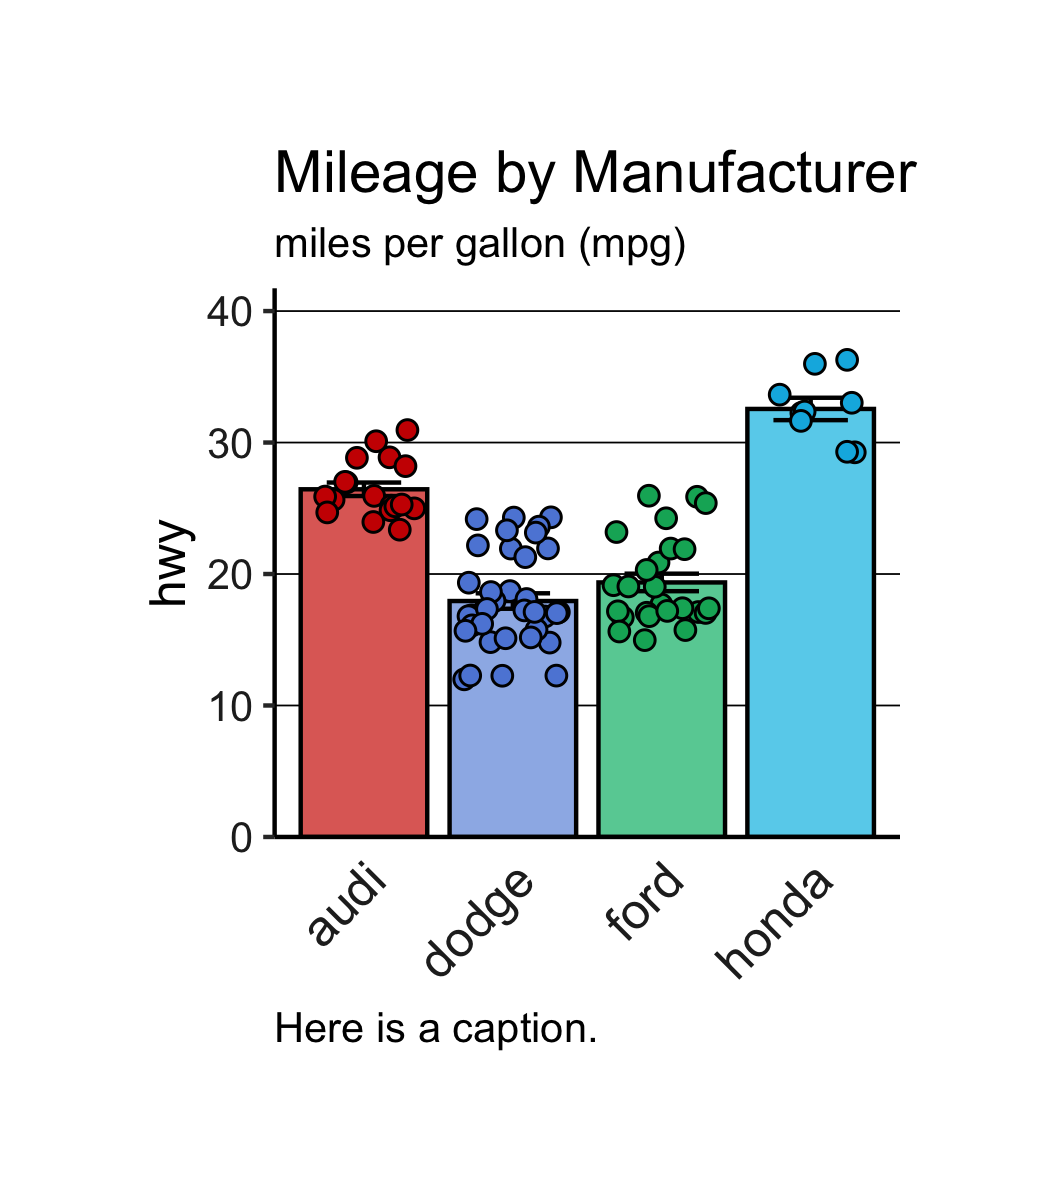 Mileage by Manufacturer
miles per gallon (mpg)
hwy
40
30
20
10
0
audi
dodge
ford
honda
Here is a caption.